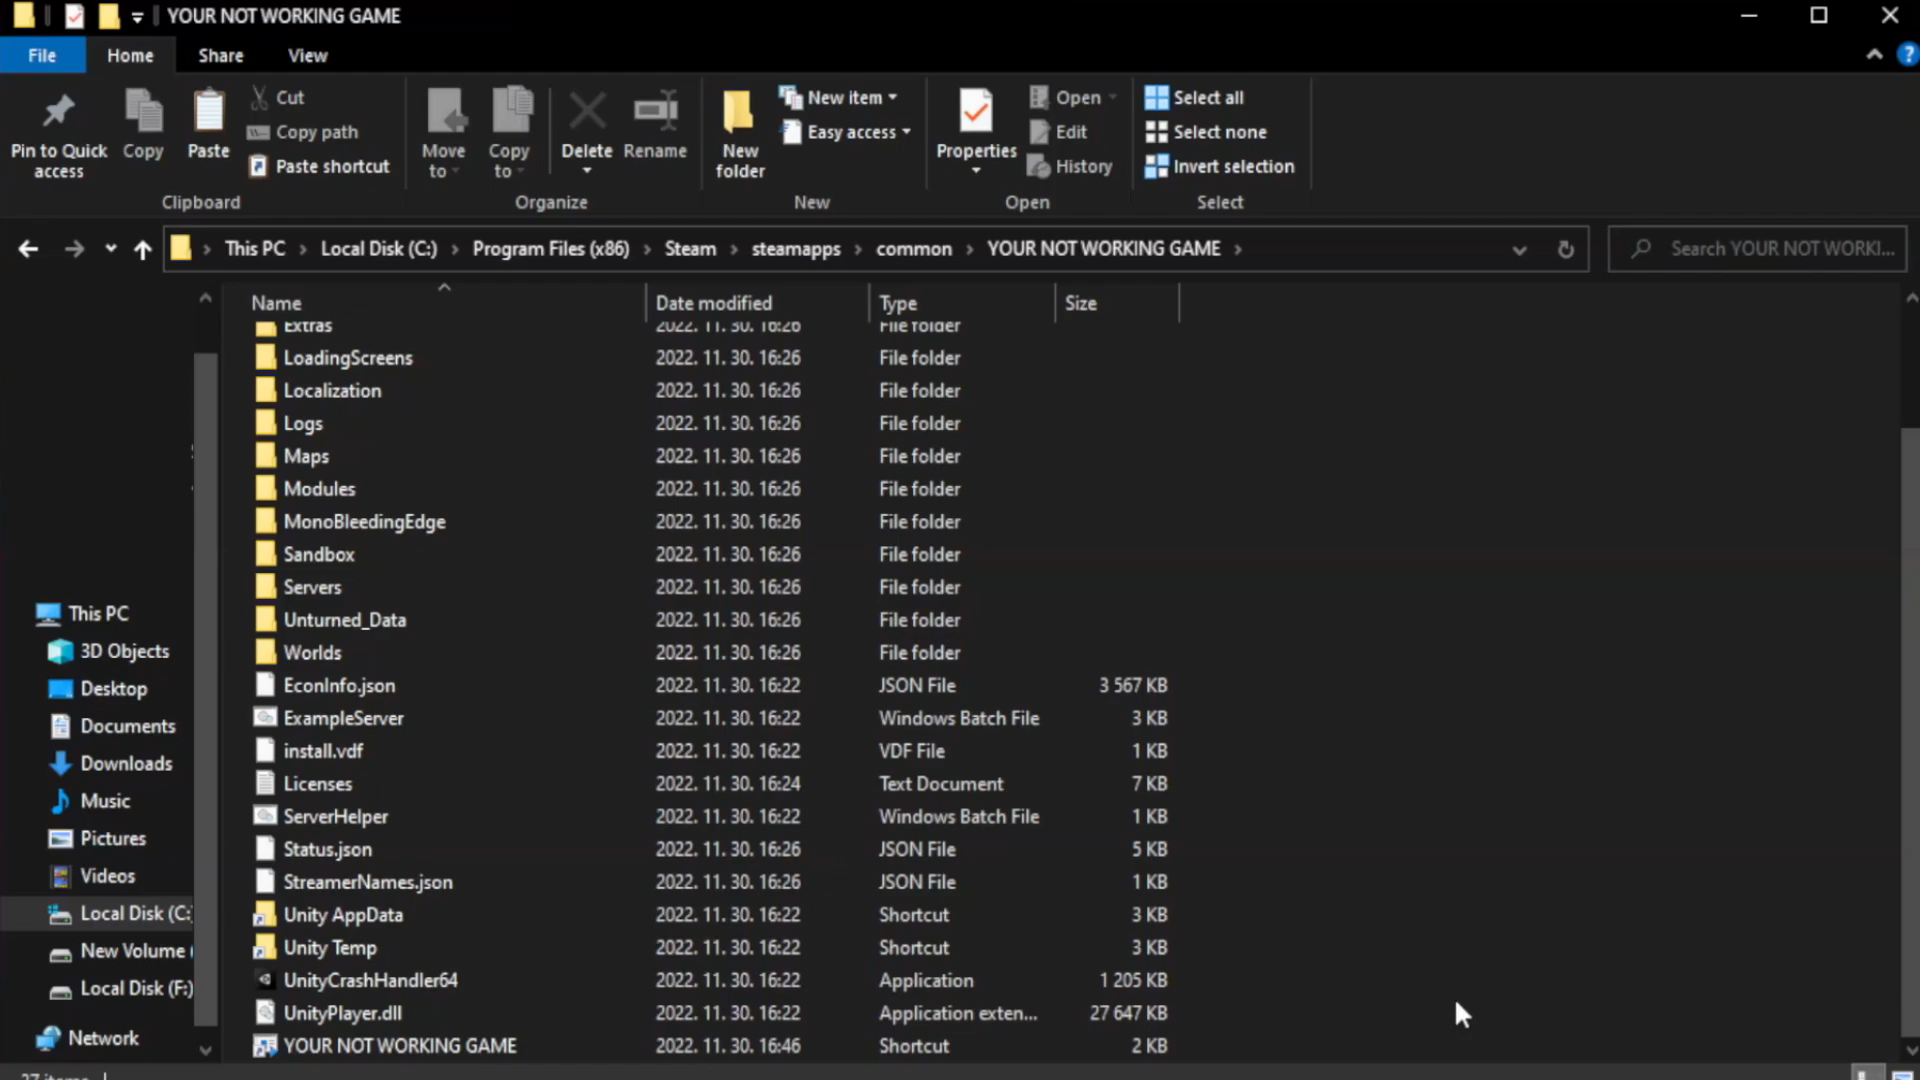 YOUR NOT WORKING GAME
File Home Share View
Pin to Quick access
Copy
Paste
Cut
Copy path
Paste shortcut
Clipboard
Move to
Copy to
Delete
Rename
Organize
New folder
New item
Easy access
New
Properties
Open
Edit
History
Open
Select all
Select none
Invert selection
Select
This PC Local Disk (C:) Program Files (x86) Steam steamapps common YOUR NOT WORKING GAME
Search YOUR NOT WORKI...
This PC
3D Objects
Desktop
Documents
Downloads
Music
Pictures
Videos
Local Disk (C:)
New Volume (
Local Disk (F:)
Network
Name Date modified Type Size
Extras 2022. 11. 30. 16:26 File folder
LoadingScreens 2022. 11. 30. 16:26 File folder
Localization 2022. 11. 30. 16:26 File folder
Logs 2022. 11. 30. 16:26 File folder
Maps 2022. 11. 30. 16:26 File folder
Modules 2022. 11. 30. 16:26 File folder
MonoBleedingEdge 2022. 11. 30. 16:26 File folder
Sandbox 2022. 11. 30. 16:26 File folder
Servers 2022. 11. 30. 16:26 File folder
Unturned_Data 2022. 11. 30. 16:26 File folder
Worlds 2022. 11. 30. 16:26 File folder
EconInfo.json 2022. 11. 30. 16:22 JSON File 3 567 KB
ExampleServer 2022. 11. 30. 16:22 Windows Batch File 3 KB
install.vdf 2022. 11. 30. 16:22 VDF File 1 KB
Licenses 2022. 11. 30. 16:24 Text Document 7 KB
ServerHelper 2022. 11. 30. 16:22 Windows Batch File 1 KB
Status.json 2022. 11. 30. 16:26 JSON File 5 KB
StreamerNames.json 2022. 11. 30. 16:26 JSON File 1 KB
Unity AppData 2022. 11. 30. 16:22 Shortcut 3 KB
Unity Temp 2022. 11. 30. 16:22 Shortcut 3 KB
UnityCrashHandler64 2022. 11. 30. 16:22 Application 1 205 KB
UnityPlayer.dll 2022. 11. 30. 16:22 Application exten... 27 647 KB
YOUR NOT WORKING GAME 2022. 11. 30. 16:46 Shortcut 2 KB